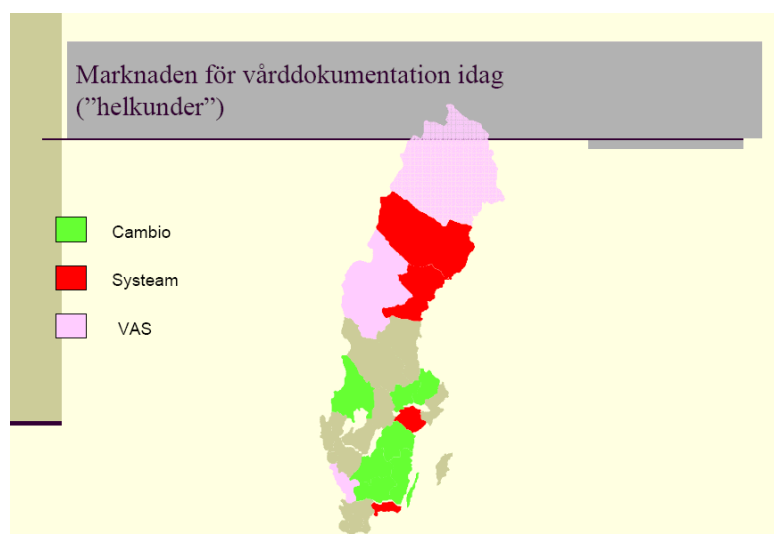 Marknaden för vårddokumentation idag
(”helkunder”)
Cambio
Systeam
VAS